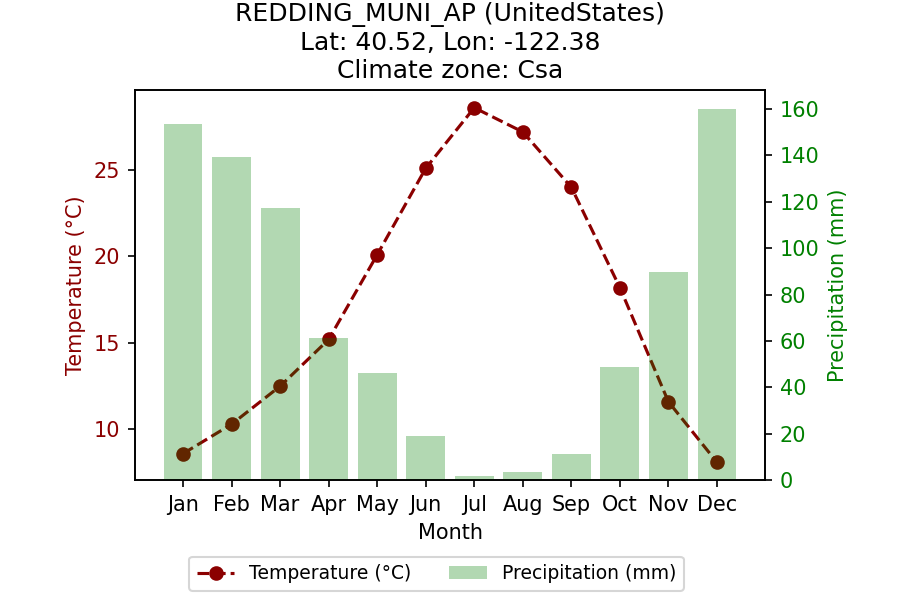 REDDING_MUNI_AP (UnitedStates)
Lat: 40.52, Lon: -122.38
Climate zone: Csa
Temperature (°C)
25
20
15
10
160
140
120
100
80
60
40
20
0
Precipitation (mm)
Jan Feb Mar Apr May Jun Jul Aug Sep Oct Nov Dec
Month
Temperature (°C) Precipitation (mm)